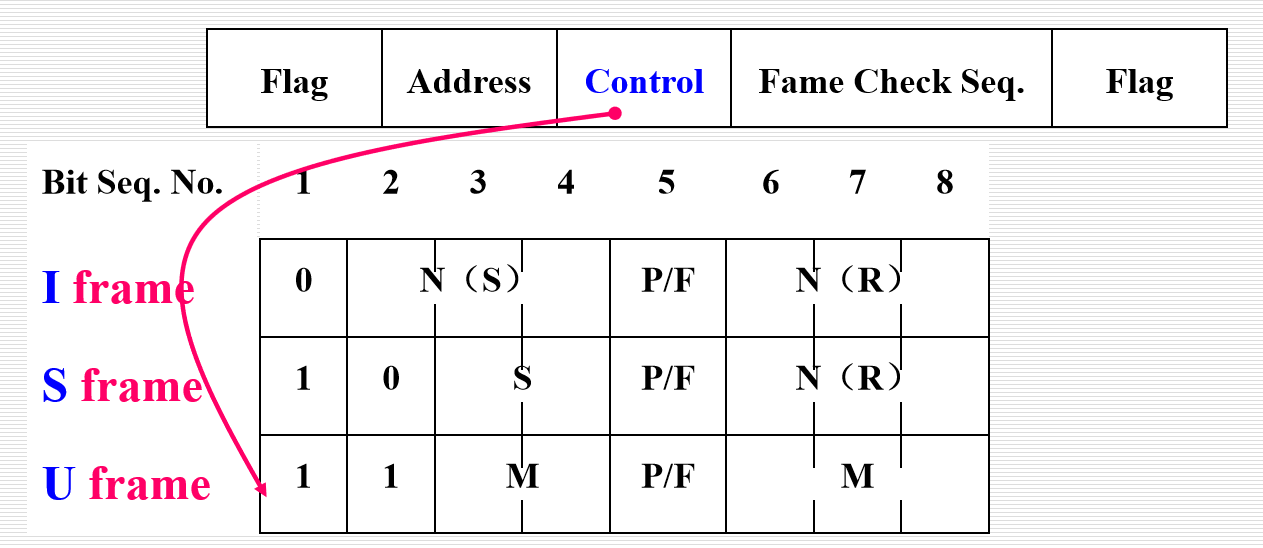 Flag Address Control Fame Check Seq. Flag
Bit Seq. No. 1 2 3 4 5 6 7 8
I frame 0 N（S） P/F N（R）
S frame 1 0 S P/F N（R）
U frame 1 1 M P/F M